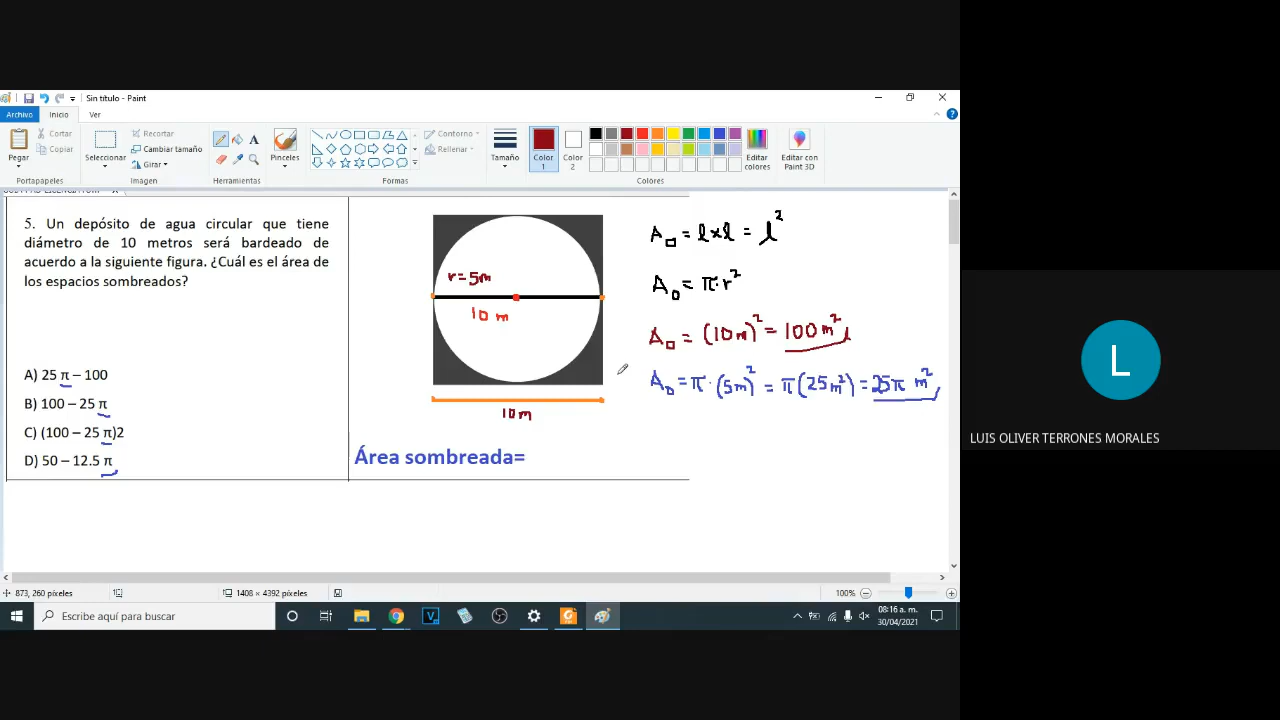 Sin título - Paint
Archivo
Inicio
Ver
Pegar
Cortar
Copiar
Portapapeles
Seleccionar
Recortar
Cambiar tamaño
Girar
Imagen
A
Herramientas
Pinceles
Contorno
Rellenar
Formas
Tamaño
Color
1
Color
2
Editar
colores
Editar con
Paint 3D
Colores
5. Un depósito de agua circular que tiene
diámetro de 10 metros será bardeado de
acuerdo a la siguiente figura. ¿Cuál es el área de
los espacios sombreados?
A) 25 π – 100
B) 100 – 25 π
C) (100 – 25 π)2
D) 50 – 12.5 π
r=5m
10 m
10m
Área sombreada=
A□ = l×l = l²
A○ = π·r²
A□ = (10m)² = 100m²
A○ = π·(5m)² = π(25m²) = 25π m²
873, 260 píxeles
1408 × 4392 píxeles
100%
Escribe aquí para buscar
V
08:16 a. m.
30/04/2021
L
LUIS OLIVER TERRONES MORALES